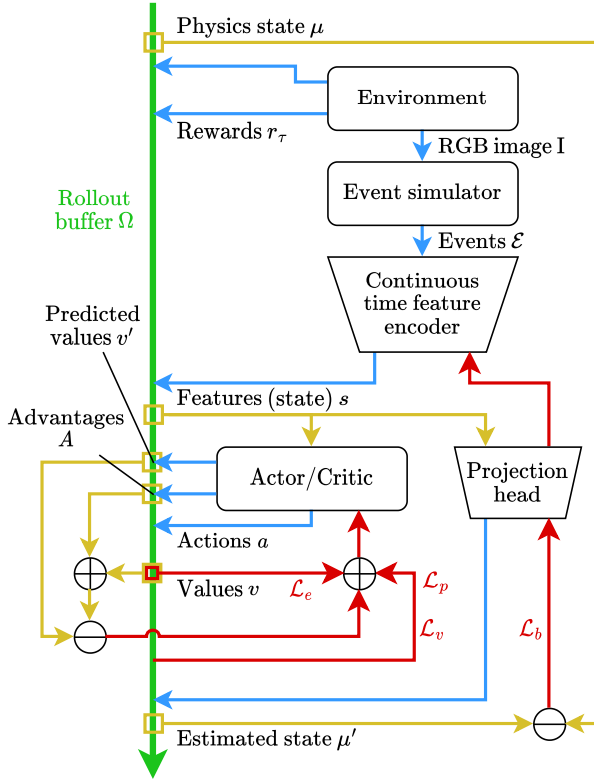 Physics state μ
Environment
Rewards r_τ
RGB image I
Rollout
buffer Ω
Event simulator
Events ℰ
Continuous
time feature
encoder
Predicted
values v′
Features (state) s
Advantages
A
Actor/Critic
Projection
head
Actions a
Values v
ℒ_e
ℒ_p
ℒ_v
ℒ_b
Estimated state μ′